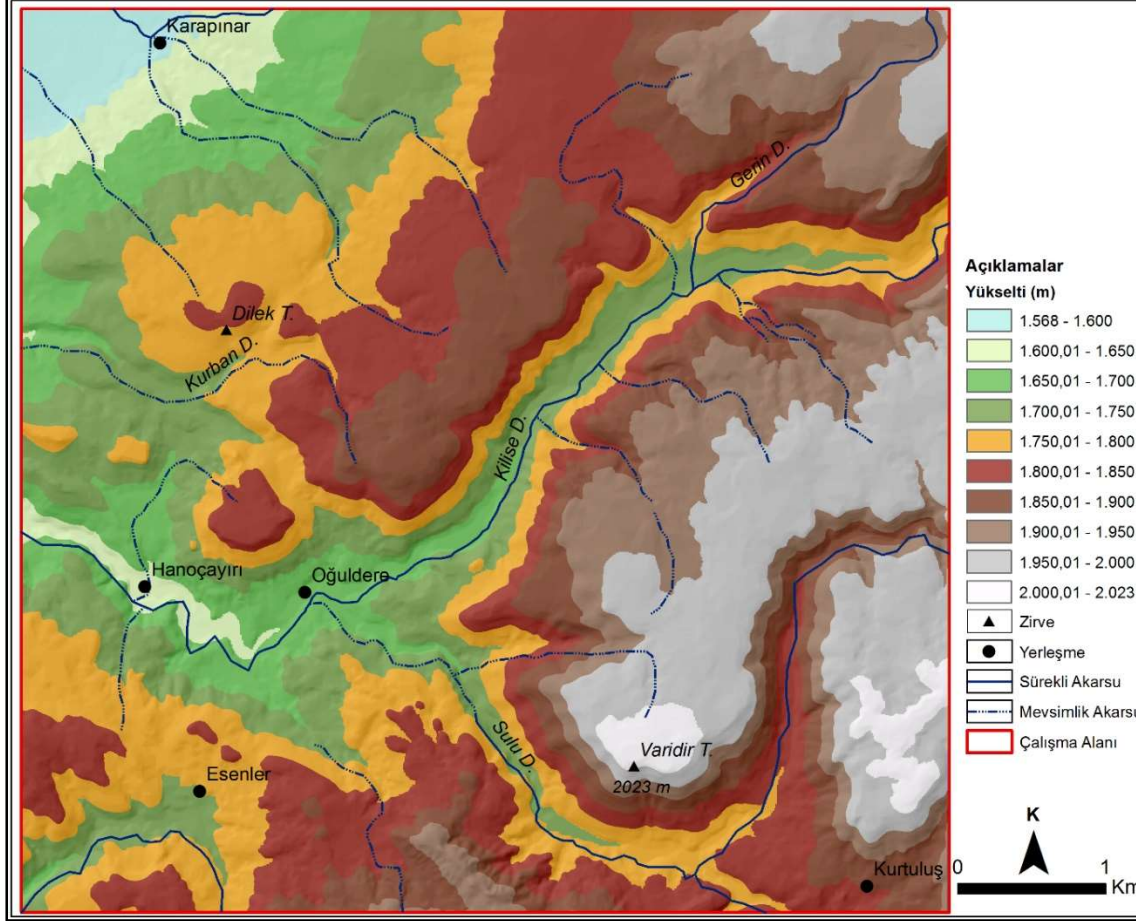 Karapınar
Gerin D.
Dilek T.
Kurban D.
Kilise D.
Hanoçayırı
Oğuldere
Sulu D.
Varidir T.
2023 m
Esenler
Kurtuluş
Açıklamalar
Yükselti (m)
1.568 - 1.600
1.600,01 - 1.650
1.650,01 - 1.700
1.700,01 - 1.750
1.750,01 - 1.800
1.800,01 - 1.850
1.850,01 - 1.900
1.900,01 - 1.950
1.950,01 - 2.000
2.000,01 - 2.023
Zirve
Yerleşme
Sürekli Akarsu
Mevsimlik Akarsu
Çalışma Alanı
K
0 1
Km